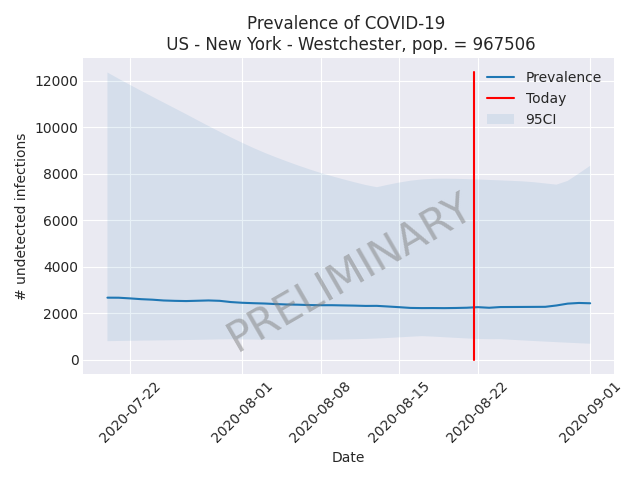 Prevalence of COVID-19
US - New York - Westchester, pop. = 967506
12000
10000
8000
6000
4000
2000
0
# undetected infections
Prevalence
Today
95CI
PRELIMINARY
2020-07-22
2020-08-01
2020-08-08
2020-08-15
2020-08-22
2020-09-01
Date